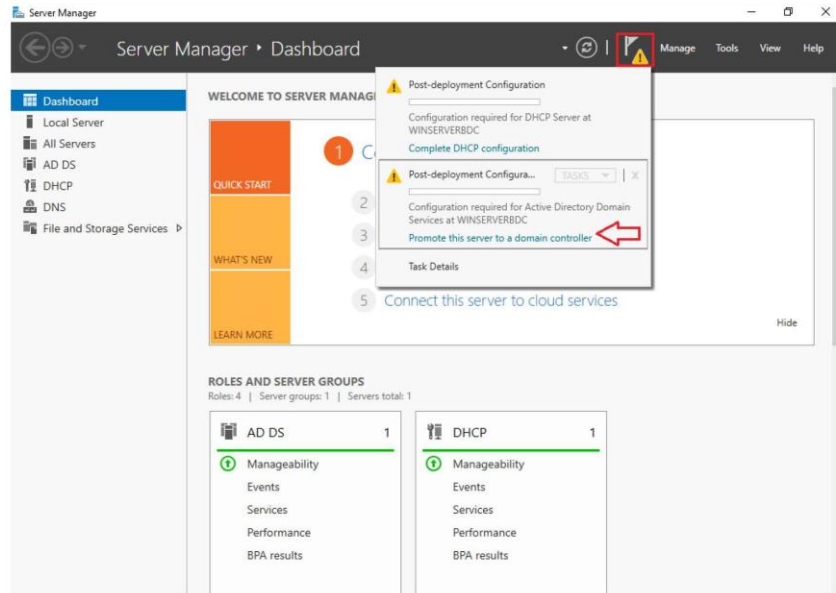 Server Manager
Server Manager • Dashboard
Manage Tools View Help
Dashboard
Local Server
All Servers
AD DS
DHCP
DNS
File and Storage Services
WELCOME TO SERVER MANAG
QUICK START
WHAT'S NEW
LEARN MORE
1 C
2
3
4
5 Connect this server to cloud services
Hide
Post-deployment Configuration
Configuration required for DHCP Server at
WINSERVERBDC
Complete DHCP configuration
Post-deployment Configura... TASKS X
Configuration required for Active Directory Domain
Services at WINSERVERBDC
Promote this server to a domain controller
Task Details
ROLES AND SERVER GROUPS
Roles: 4 | Server groups: 1 | Servers total: 1
AD DS 1
Manageability
Events
Services
Performance
BPA results
DHCP 1
Manageability
Events
Services
Performance
BPA results